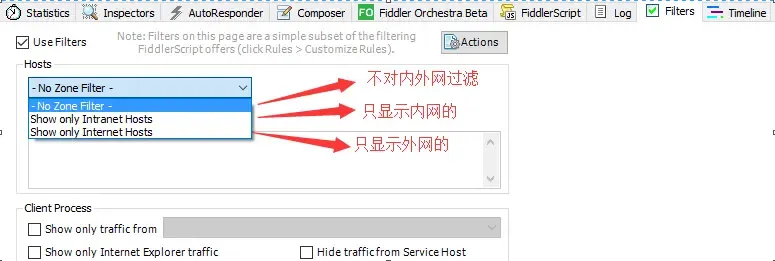 Statistics Inspectors AutoResponder Composer FO Fiddler Orchestra Beta JS FiddlerScript Log Filters Timeline
Use Filters
Note: Filters on this page are a simple subset of the filtering
FiddlerScript offers (click Rules > Customize Rules).
Actions
Hosts
- No Zone Filter -
- No Zone Filter -
Show only Intranet Hosts
Show only Internet Hosts
不对内外网过滤
只显示内网的
只显示外网的
Client Process
Show only traffic from
Show only Internet Explorer traffic
Hide traffic from Service Host